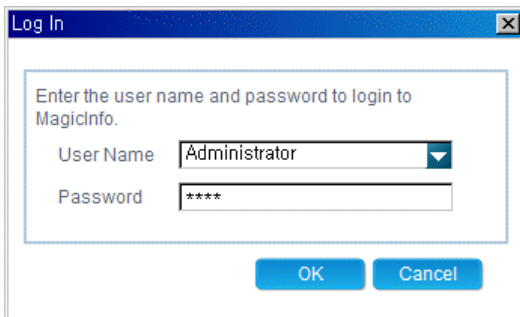 Log In
Enter the user name and password to login to
MagicInfo.
User Name Administrator
Password ****
OK Cancel